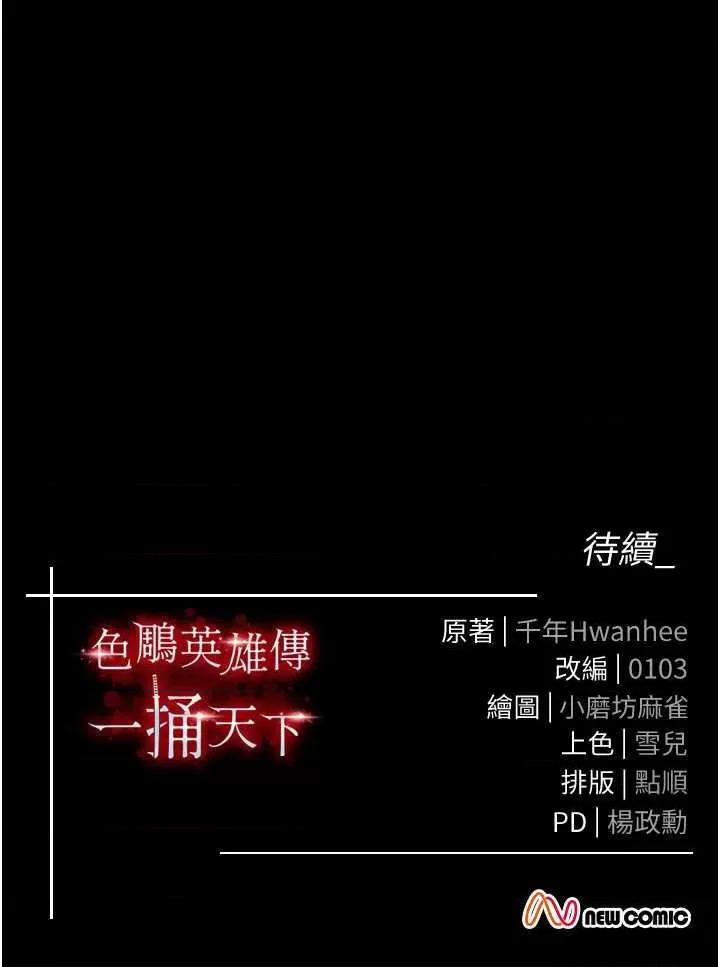 待續_
色鵰英雄傳
一捅天下
原著|千年Hwanhee
改編|0103
繪圖|小磨坊麻雀
上色|雪兒
排版|點順
PD|楊政勳
NEW COMIC